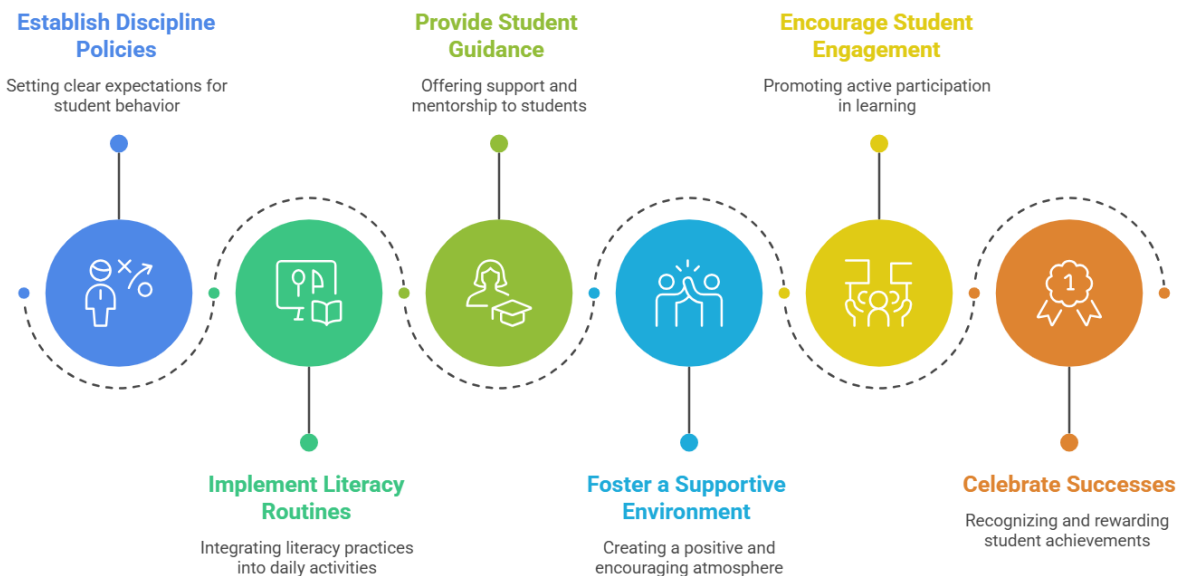 Establish Discipline
Policies
Setting clear expectations for
student behavior
Implement Literacy
Routines
Integrating literacy practices
into daily activities
Provide Student
Guidance
Offering support and
mentorship to students
Foster a Supportive
Environment
Creating a positive and
encouraging atmosphere
Encourage Student
Engagement
Promoting active participation
in learning
1
Celebrate Successes
Recognizing and rewarding
student achievements